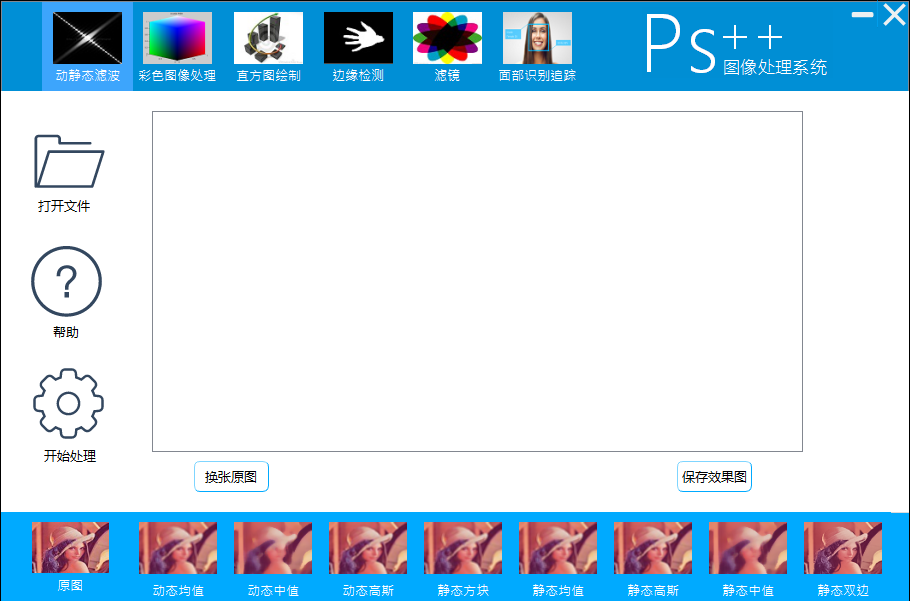 动静态滤波
彩色图像处理
直方图绘制
边缘检测
滤镜
面部识别追踪
Ps++
图像处理系统
打开文件
帮助
开始处理
换张原图
保存效果图
原图
动态均值
动态中值
动态高斯
静态方块
静态均值
静态高斯
静态中值
静态双边